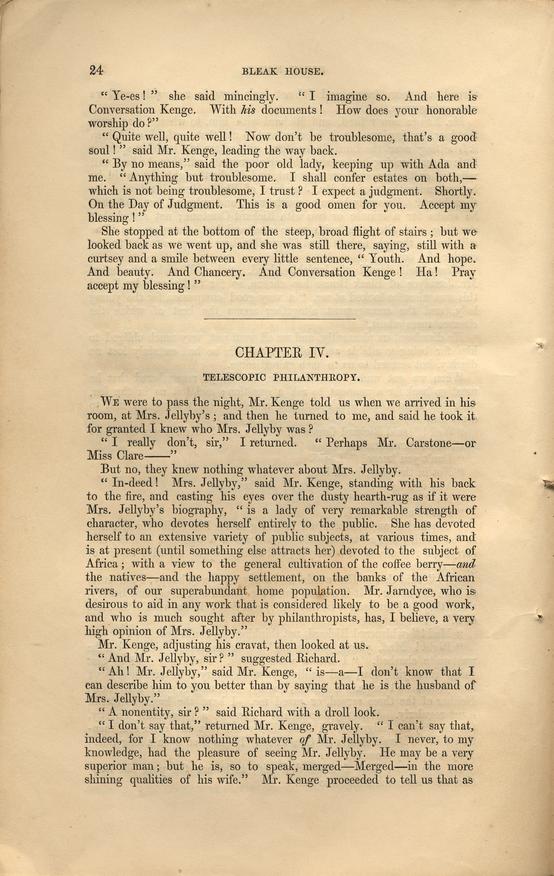 24 BLEAK HOUSE.
“ Ye-es ! ” she said mincingly. “ I imagine so. And here is
Conversation Kenge. With his documents ! How does your honorable
worship do ?”
“ Quite well, quite well ! Now don’t be troublesome, that’s a good
soul ! ” said Mr. Kenge, leading the way back.
“ By no means,” said the poor old lady, keeping up with Ada and
me. “ Anything but troublesome. I shall confer estates on both,—
which is not being troublesome, I trust ? I expect a judgment. Shortly.
On the Day of Judgment. This is a good omen for you. Accept my
blessing ! ”
She stopped at the bottom of the steep, broad flight of stairs ; but we
looked back as we went up, and she was still there, saying, still with a
curtsey and a smile between every little sentence, “ Youth. And hope.
And beauty. And Chancery. And Conversation Kenge ! Ha ! Pray
accept my blessing ! ”
CHAPTER IV.
TELESCOPIC PHILANTHROPY.
WE were to pass the night, Mr. Kenge told us when we arrived in his
room, at Mrs. Jellyby’s ; and then he turned to me, and said he took it
for granted I knew who Mrs. Jellyby was ?
“ I really don’t, sir,” I returned. “ Perhaps Mr. Carstone—or
Miss Clare——”
But no, they knew nothing whatever about Mrs. Jellyby.
“ In-deed ! Mrs. Jellyby,” said Mr. Kenge, standing with his back
to the fire, and casting his eyes over the dusty hearth-rug as if it were
Mrs. Jellyby’s biography, “ is a lady of very remarkable strength of
character, who devotes herself entirely to the public. She has devoted
herself to an extensive variety of public subjects, at various times, and
is at present (until something else attracts her) devoted to the subject of
Africa ; with a view to the general cultivation of the coffee berry—and
the natives—and the happy settlement, on the banks of the African
rivers, of our superabundant home population. Mr. Jarndyce, who is
desirous to aid in any work that is considered likely to be a good work,
and who is much sought after by philanthropists, has, I believe, a very
high opinion of Mrs. Jellyby.”
Mr. Kenge, adjusting his cravat, then looked at us.
“ And Mr. Jellyby, sir ? ” suggested Richard.
“ Ah ! Mr. Jellyby,” said Mr. Kenge, “ is—a—I don’t know that I
can describe him to you better than by saying that he is the husband of
Mrs. Jellyby.”
“ A nonentity, sir ? ” said Richard with a droll look.
“ I don’t say that,” returned Mr. Kenge, gravely. “ I can’t say that,
indeed, for I know nothing whatever of Mr. Jellyby. I never, to my
knowledge, had the pleasure of seeing Mr. Jellyby. He may be a very
superior man ; but he is, so to speak, merged—Merged—in the more
shining qualities of his wife.” Mr. Kenge proceeded to tell us that as